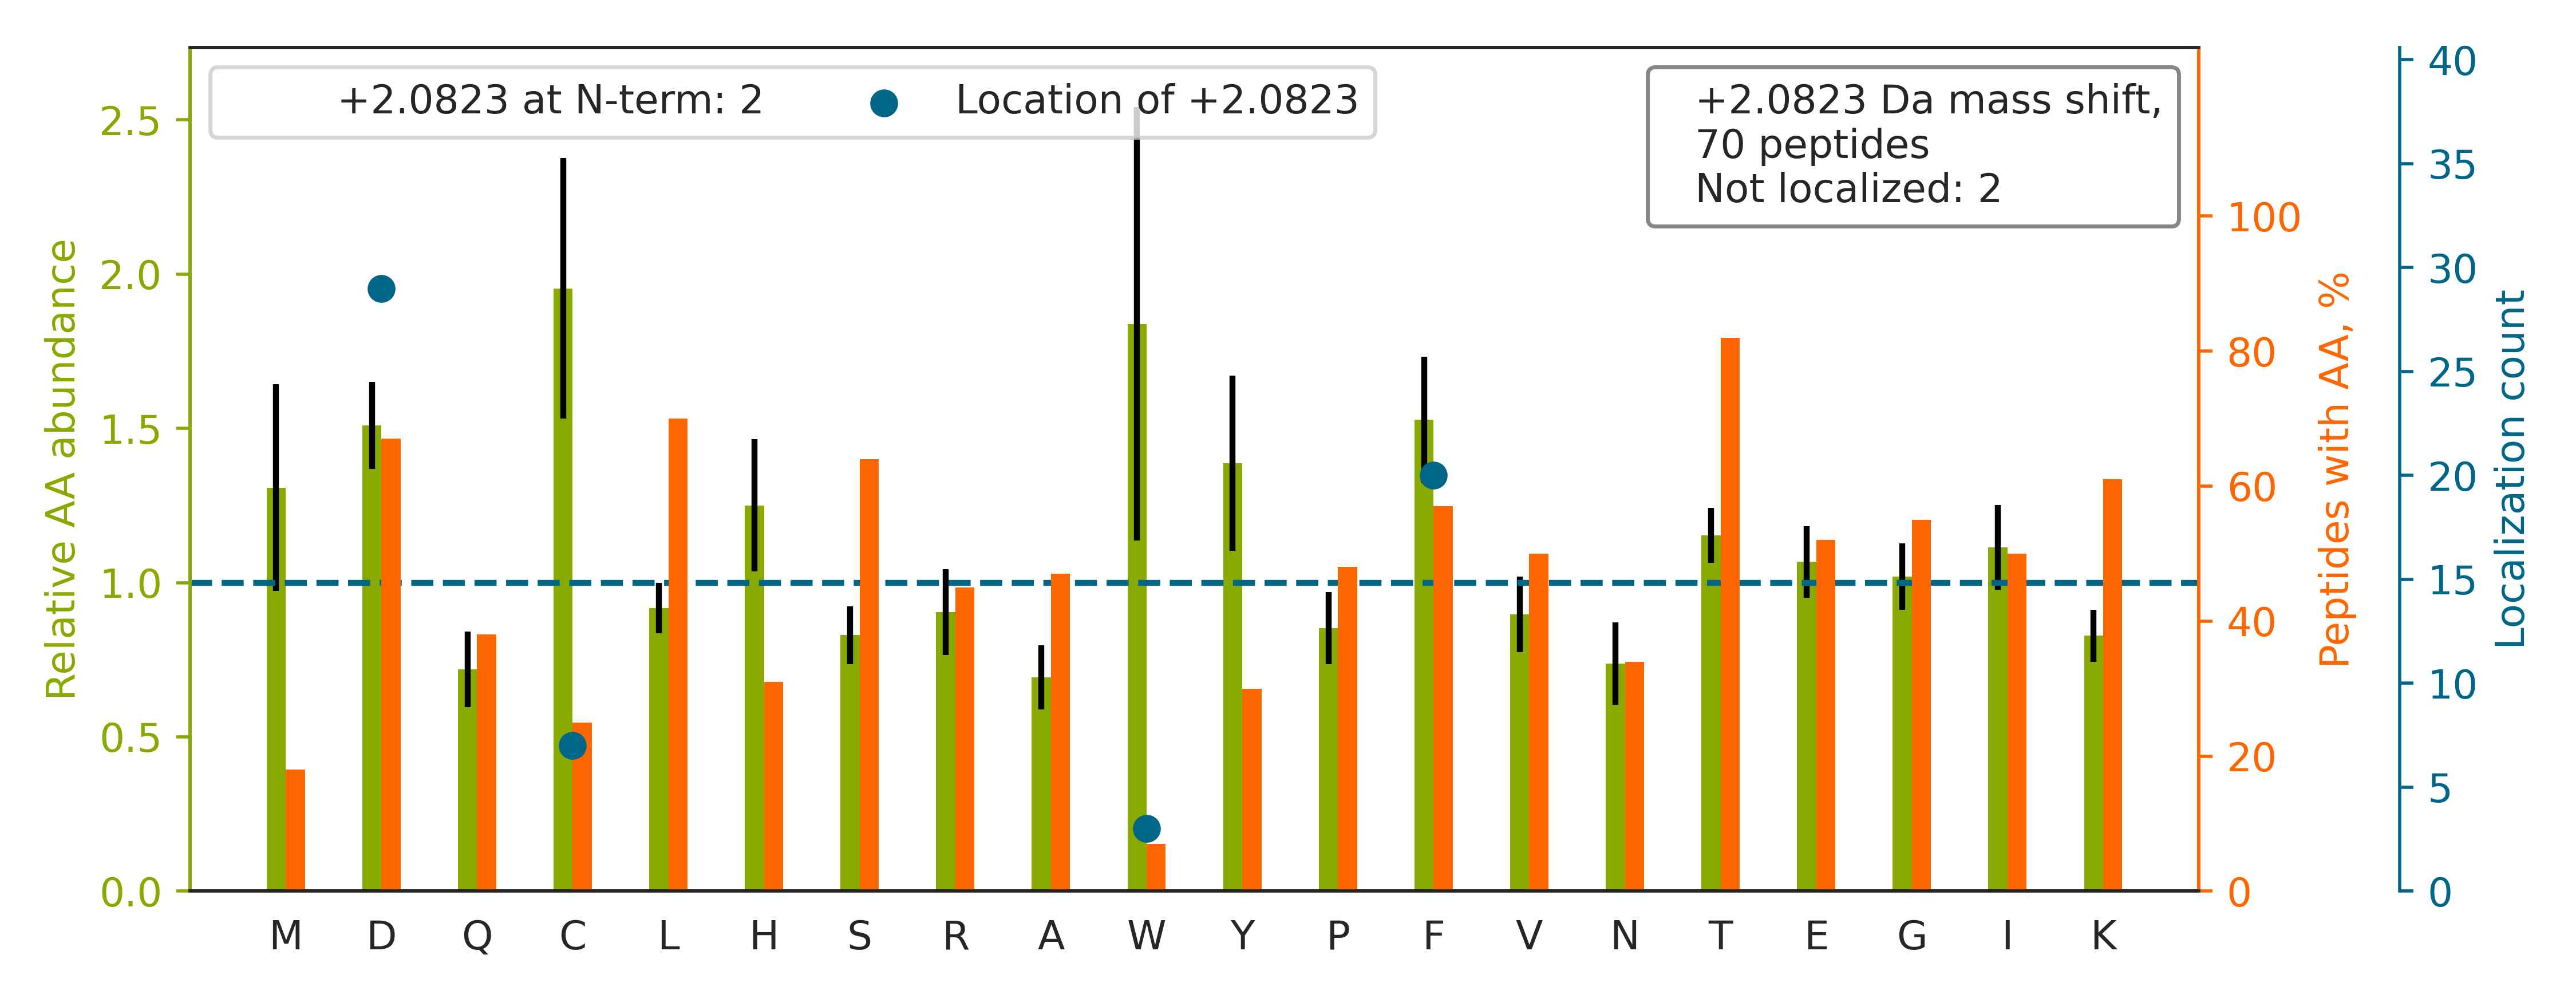 +2.0823 at N-term: 2
Location of +2.0823
+2.0823 Da mass shift,
70 peptides
Not localized: 2
Relative AA abundance
2.5
2.0
1.5
1.0
0.5
0.0
M D Q C L H S R A W Y P F V N T E G I K
100
80
60
40
20
0
Peptides with AA, %
40
35
30
25
20
15
10
5
0
Localization count